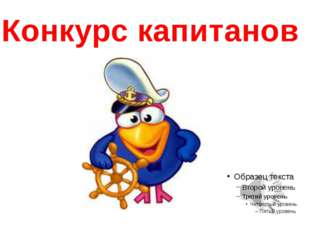 Конкурс капитанов
• Образец текста
– Второй уровень
– Третий уровень
• Четвертый уровень
– Пятый уровень